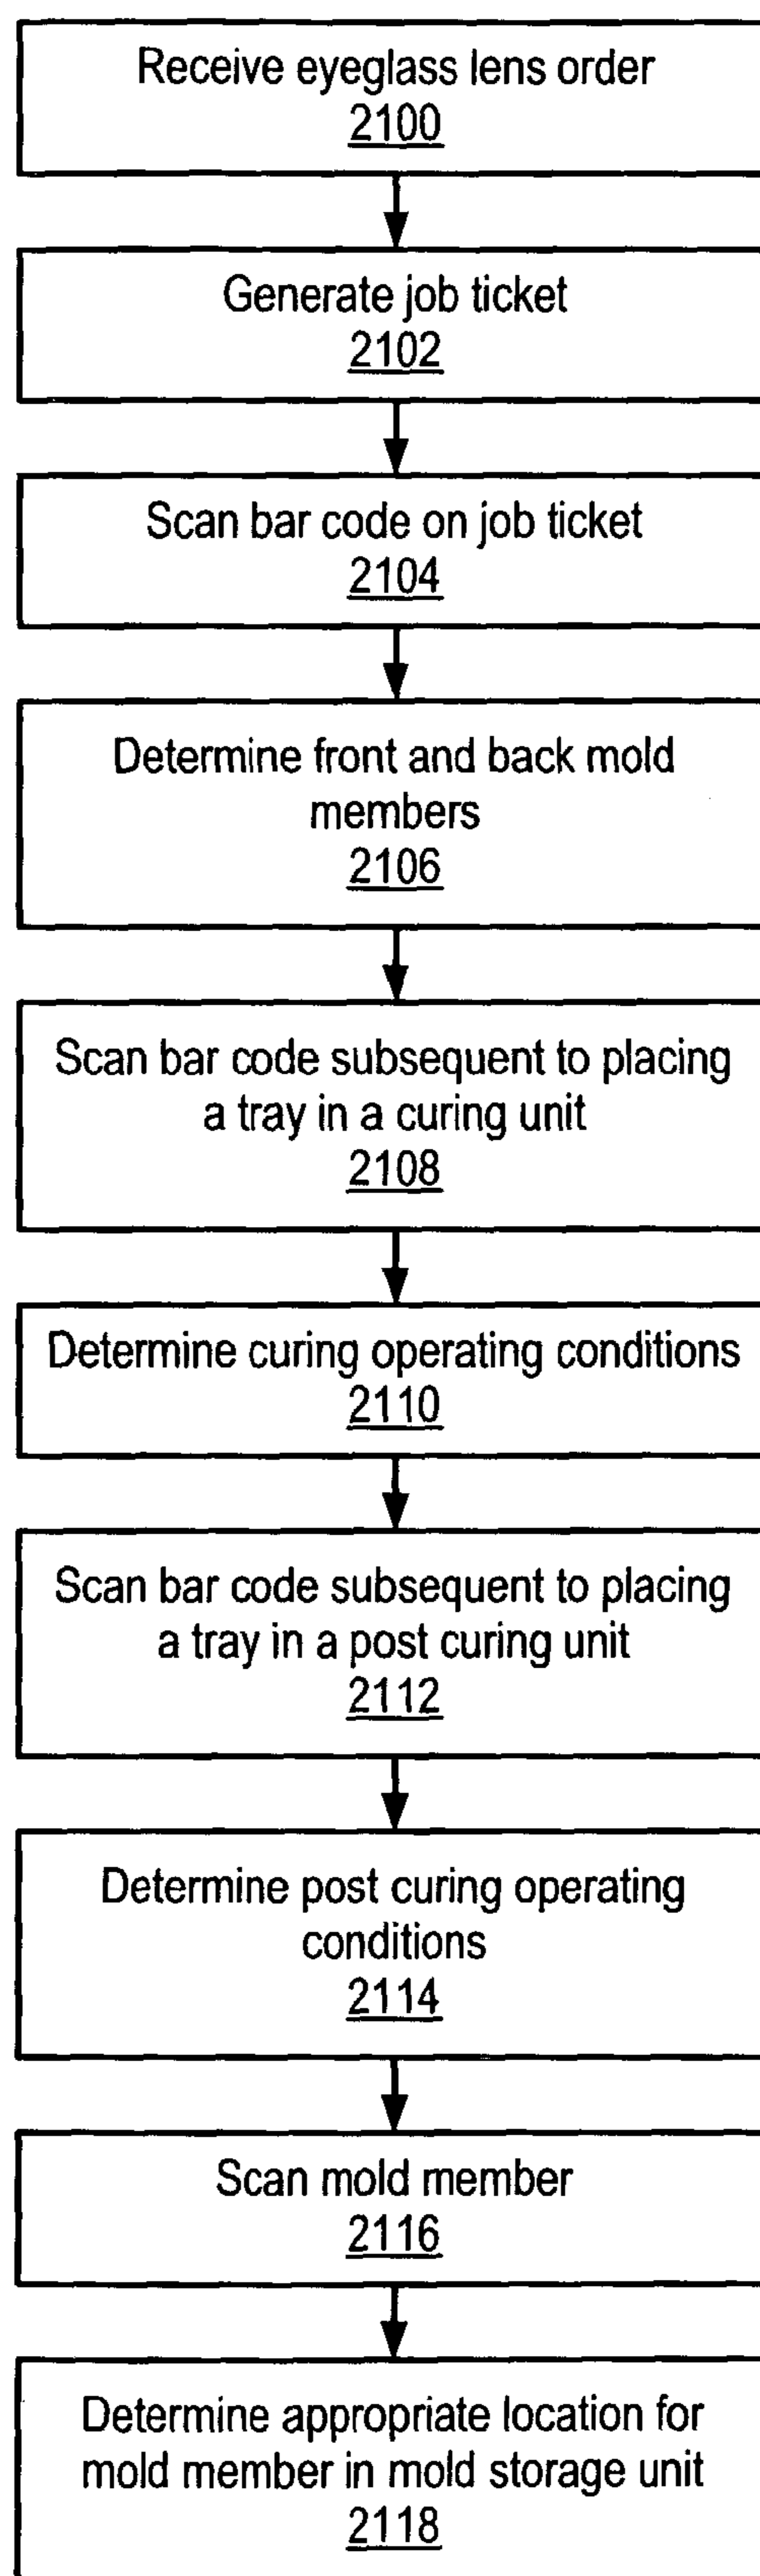 Receive eyeglass lens order
2100
Generate job ticket
2102
Scan bar code on job ticket
2104
Determine front and back mold
members
2106
Scan bar code subsequent to placing
a tray in a curing unit
2108
Determine curing operating conditions
2110
Scan bar code subsequent to placing
a tray in a post curing unit
2112
Determine post curing operating
conditions
2114
Scan mold member
2116
Determine appropriate location for
mold member in mold storage unit
2118